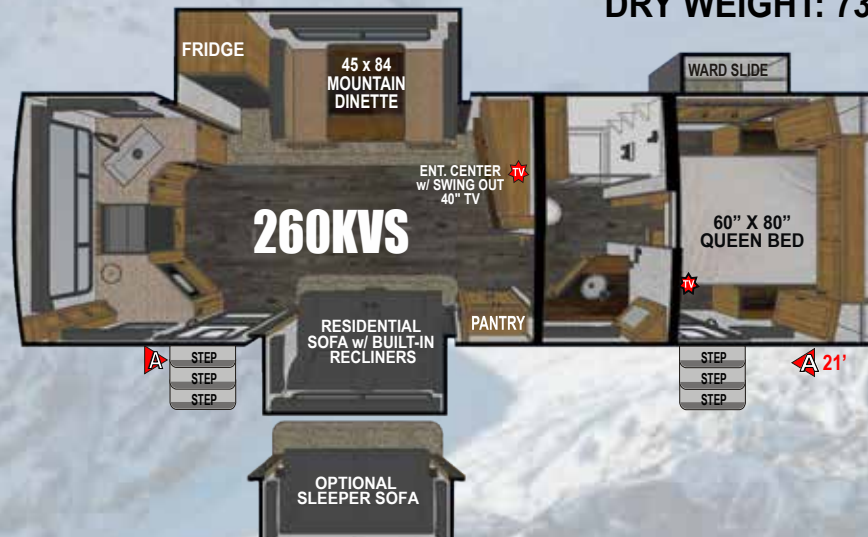 DRY WEIGHT: 73
FRIDGE
45 x 84
MOUNTAIN
DINETTE
WARD SLIDE
ENT. CENTER
w/ SWING OUT
40" TV
TV
260KVS
60” X 80”
QUEEN BED
TV
RESIDENTIAL
SOFA w/ BUILT-IN
RECLINERS
PANTRY
A
STEP
STEP
STEP
STEP
STEP
STEP
A 21'
OPTIONAL
SLEEPER SOFA